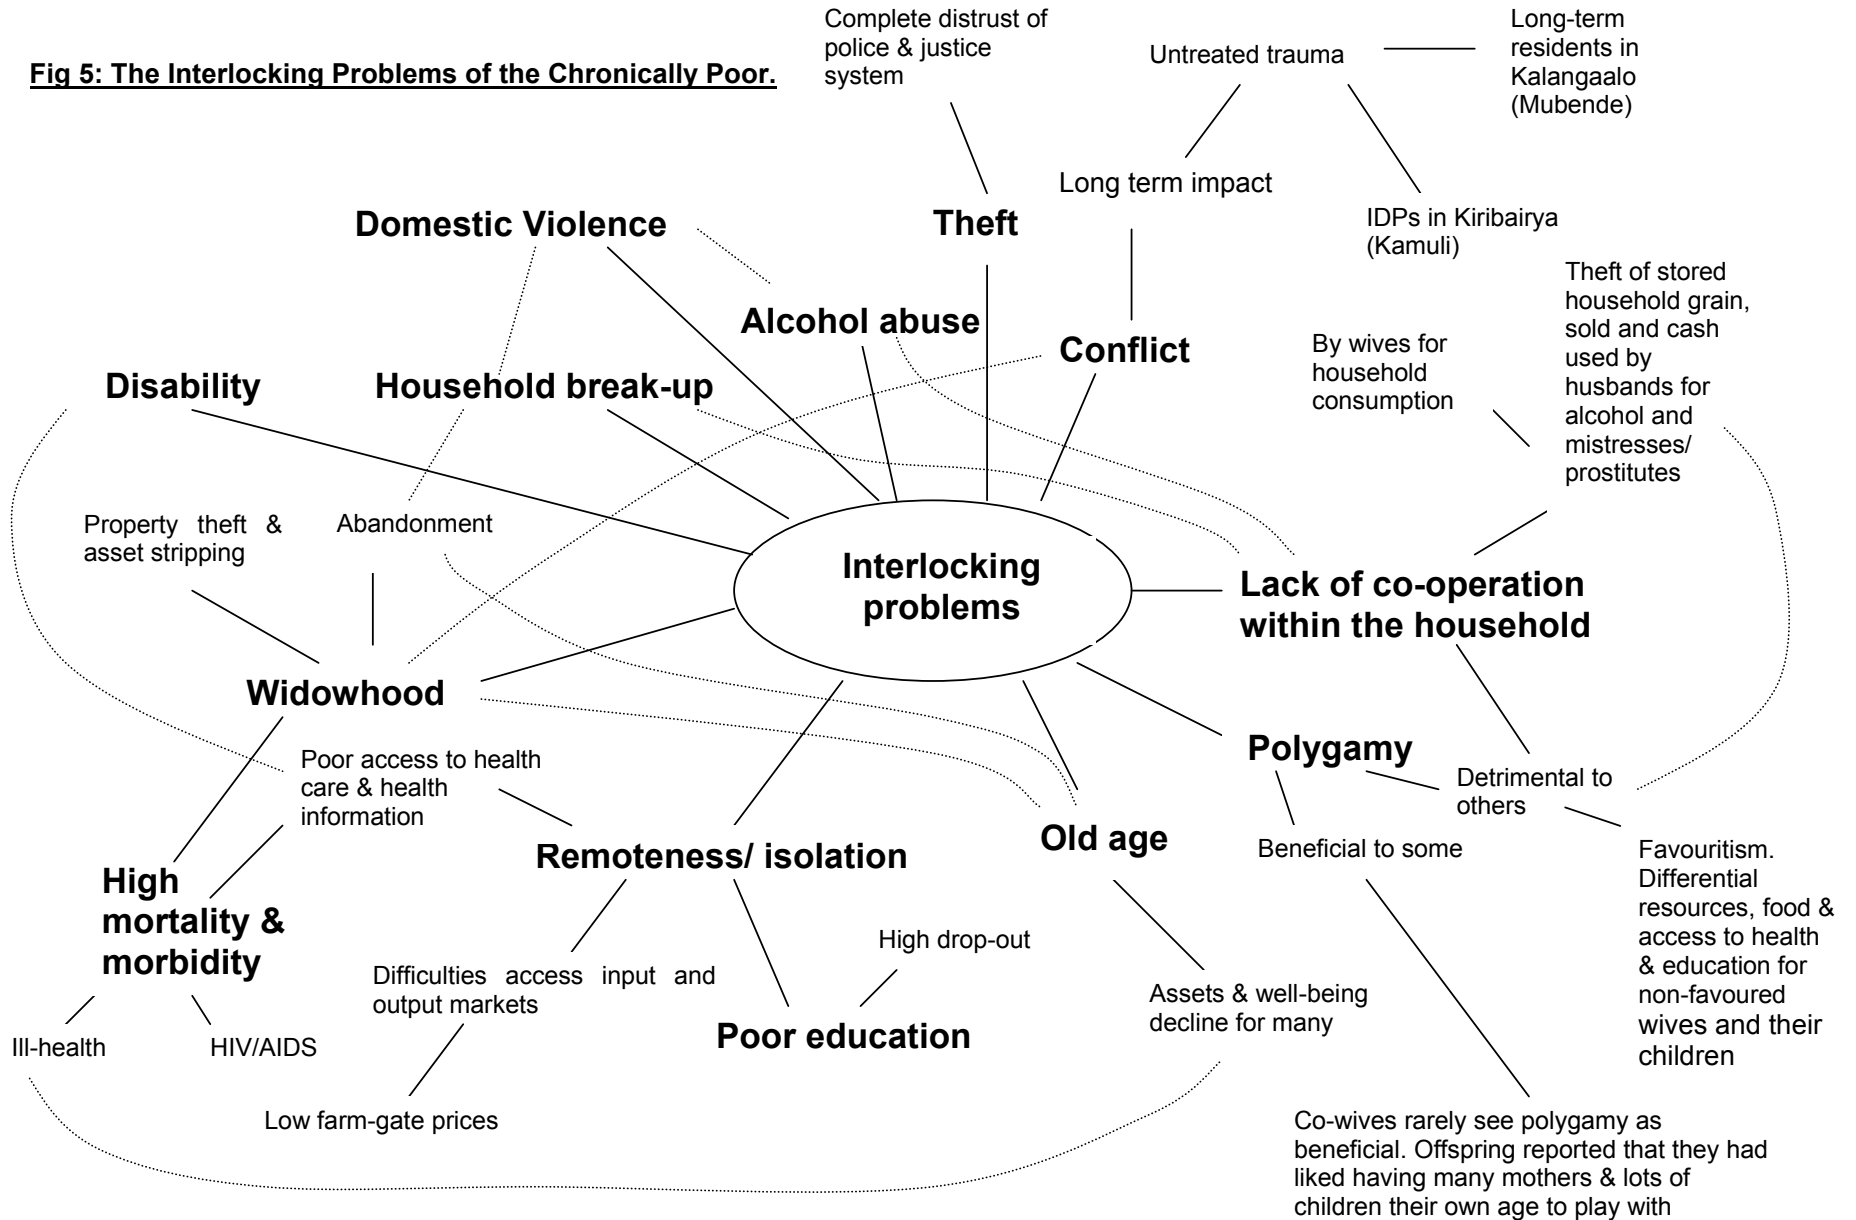 Fig 5: The Interlocking Problems of the Chronically Poor.
Complete distrust of
police & justice
system
Untreated trauma
Long-term
residents in
Kalangaalo
(Mubende)
Long term impact
IDPs in Kiribairya
(Kamuli)
Domestic Violence
Theft
Alcohol abuse
Conflict
By wives for
household
consumption
Theft of stored
household grain,
sold and cash
used by
husbands for
alcohol and
mistresses/
prostitutes
Disability
Household break-up
Property theft &
asset stripping
Abandonment
Interlocking
problems
Lack of co-operation
within the household
Widowhood
Poor access to health
care & health
information
Polygamy
Detrimental to
others
High
mortality &
morbidity
Remoteness/ isolation
Old age
Beneficial to some
Favouritism.
Differential
resources, food &
access to health
& education for
non-favoured
wives and their
children
High drop-out
Difficulties access input and
output markets
Poor education
Assets & well-being
decline for many
Ill-health
HIV/AIDS
Low farm-gate prices
Co-wives rarely see polygamy as
beneficial. Offspring reported that they had
liked having many mothers & lots of
children their own age to play with